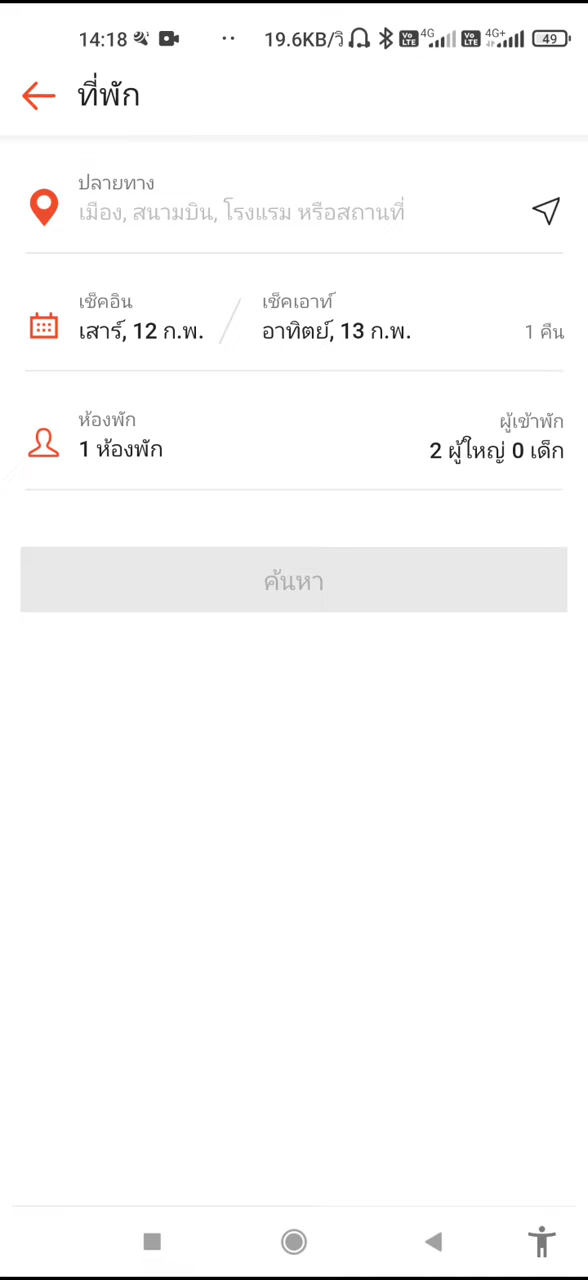 14:18 19.6KB/วิ VoLTE 4G VoLTE 4G+ 49
ที่พัก
ปลายทาง
เมือง, สนามบิน, โรงแรม หรือสถานที่
เช็คอิน เช็คเอาท์
เสาร์, 12 ก.พ. อาทิตย์, 13 ก.พ. 1 คืน
ห้องพัก ผู้เข้าพัก
1 ห้องพัก 2 ผู้ใหญ่ 0 เด็ก
ค้นหา